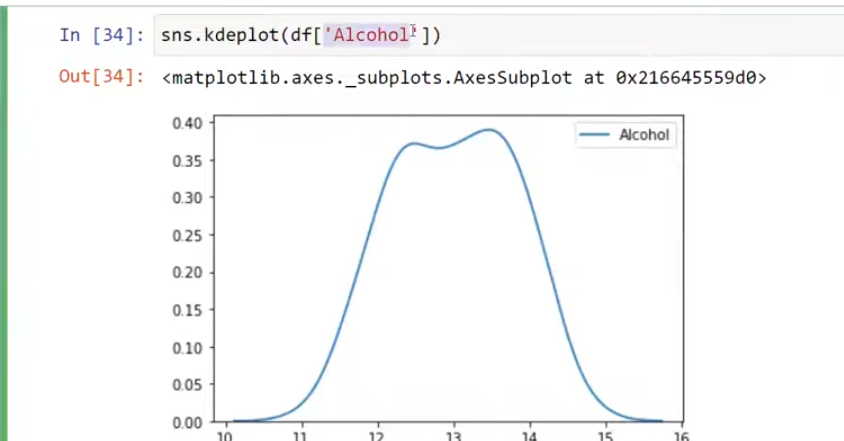 In [34]: sns.kdeplot(df['Alcohol'])
Out[34]: <matplotlib.axes._subplots.AxesSubplot at 0x216645559d0>
Alcohol
0.40
0.35
0.30
0.25
0.20
0.15
0.10
0.05
0.00
10 11 12 13 14 15 16